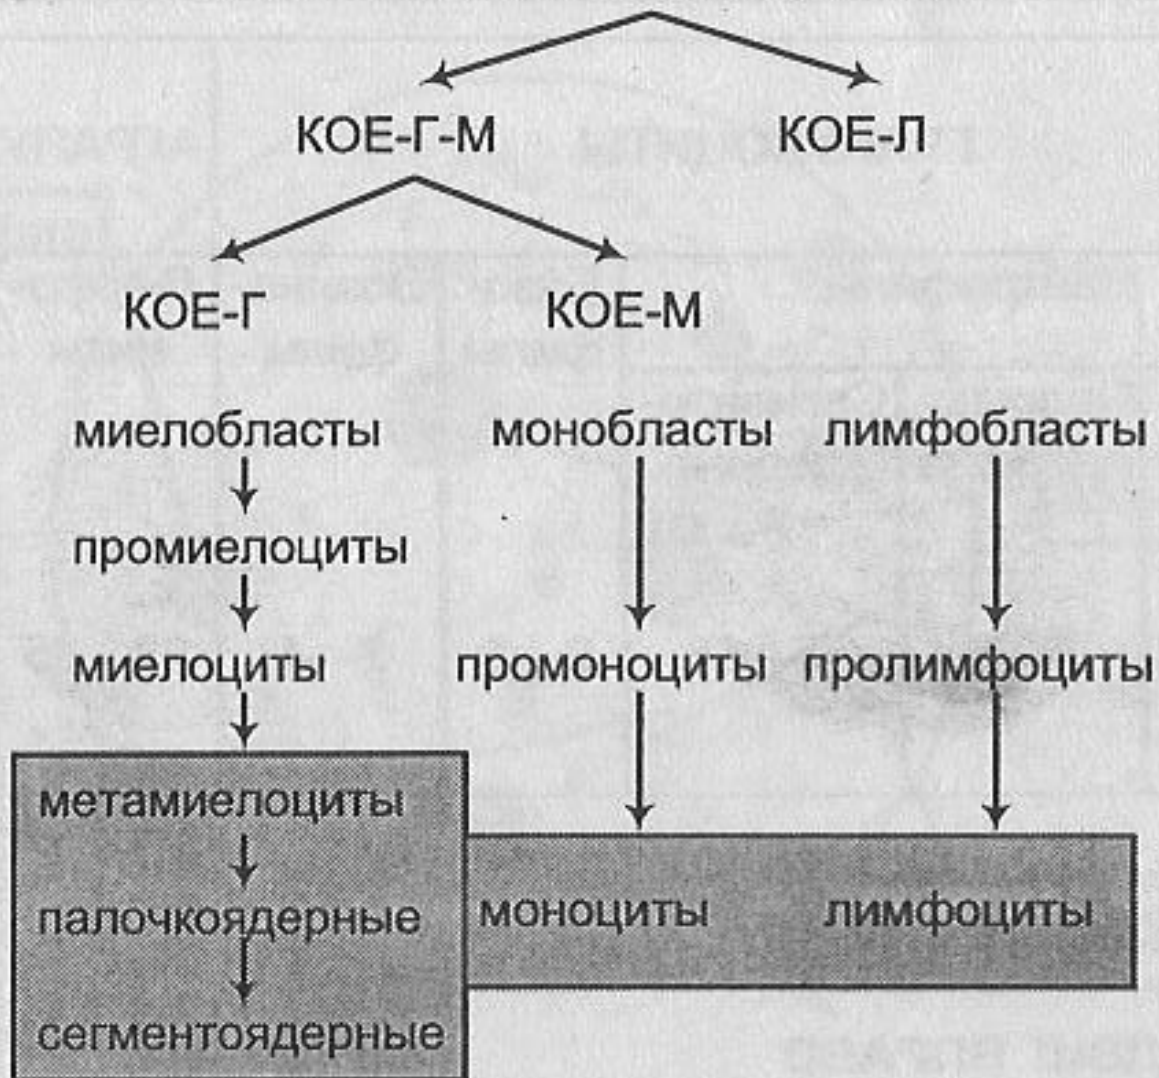 КОЕ-Г-М КОЕ-Л
КОЕ-Г КОЕ-М
миелобласты монобласты лимфобласты
промиелоциты
миелоциты промоноциты пролимфоциты
метамиелоциты
палочкоядерные моноциты лимфоциты
сегментоядерные